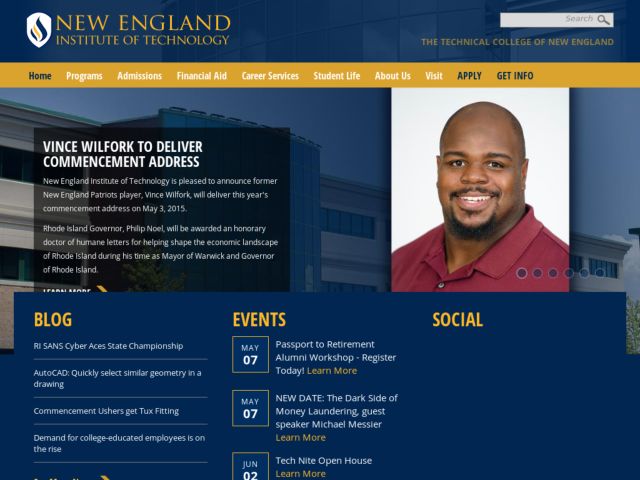 NEW ENGLAND
INSTITUTE OF TECHNOLOGY
Search
THE TECHNICAL COLLEGE OF NEW ENGLAND
Home Programs Admissions Financial Aid Career Services Student Life About Us Visit APPLY GET INFO
VINCE WILFORK TO DELIVER
COMMENCEMENT ADDRESS
New England Institute of Technology is pleased to announce former
New England Patriots player, Vince Wilfork, will deliver this year's
commencement address on May 3, 2015.
Rhode Island Governor, Philip Noel, will be awarded an honorary
doctor of humane letters for helping shape the economic landscape
of Rhode Island during his time as Mayor of Warwick and Governor
of Rhode Island.
LEARN MORE
BLOG
RI SANS Cyber Aces State Championship
AutoCAD: Quickly select similar geometry in a
drawing
Commencement Ushers get Tux Fitting
Demand for college-educated employees is on
the rise
EVENTS
MAY
07
Passport to Retirement
Alumni Workshop - Register
Today! Learn More
MAY
07
NEW DATE: The Dark Side of
Money Laundering, guest
speaker Michael Messier
Learn More
JUN
02
Tech Nite Open House
Learn More
SOCIAL